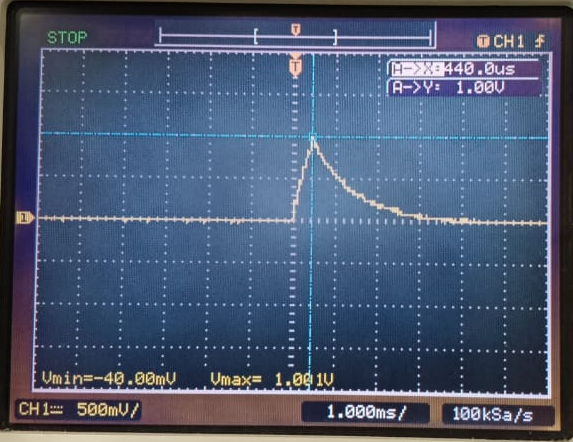 STOP
T
T CH1
A->X: 440.0us
A->Y: 1.00V
T
1
Vmin=-40.00mV Vmax= 1.001V
CH1 500mV/ 1.000ms/ 100kSa/s